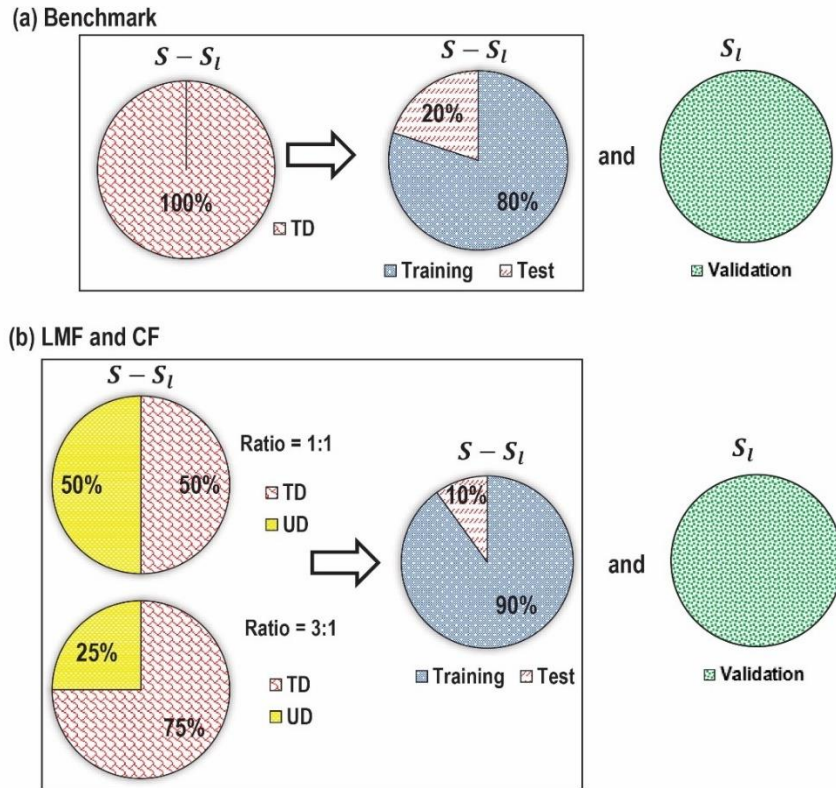 (a) Benchmark
S − S_l
S − S_l
S_l
20%
and
100%
80%
TD
Training Test
Validation
(b) LMF and CF
S − S_l
Ratio = 1:1
S − S_l
S_l
50%
50%
TD
10%
UD
and
Ratio = 3:1
90%
25%
TD
Training Test
Validation
UD
75%